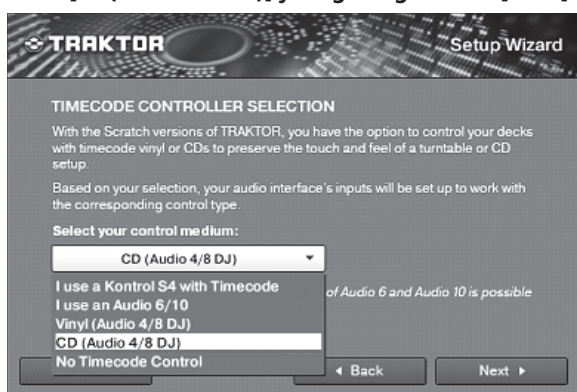 TRAKTOR
Setup Wizard
TIMECODE CONTROLLER SELECTION
With the Scratch versions of TRAKTOR, you have the option to control your decks
with timecode vinyl or CDs to preserve the touch and feel of a turntable or CD
setup.
Based on your selection, your audio interface's inputs will be set up to work with
the corresponding control type.
Select your control medium:
CD (Audio 4/8 DJ)
I use a Kontrol S4 with Timecode
I use an Audio 6/10
of Audio 6 and Audio 10 is possible
Vinyl (Audio 4/8 DJ)
CD (Audio 4/8 DJ)
No Timecode Control
Back
Next